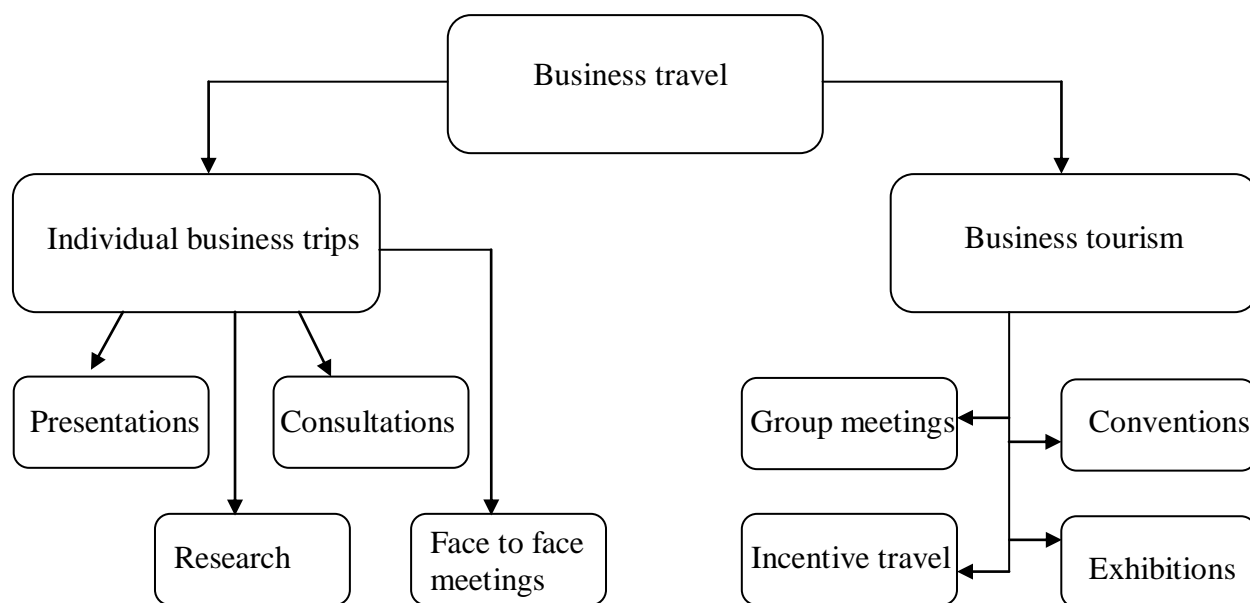 Business travel
Individual business trips
Business tourism
Presentations
Consultations
Group meetings
Conventions
Research
Face to face
meetings
Incentive travel
Exhibitions